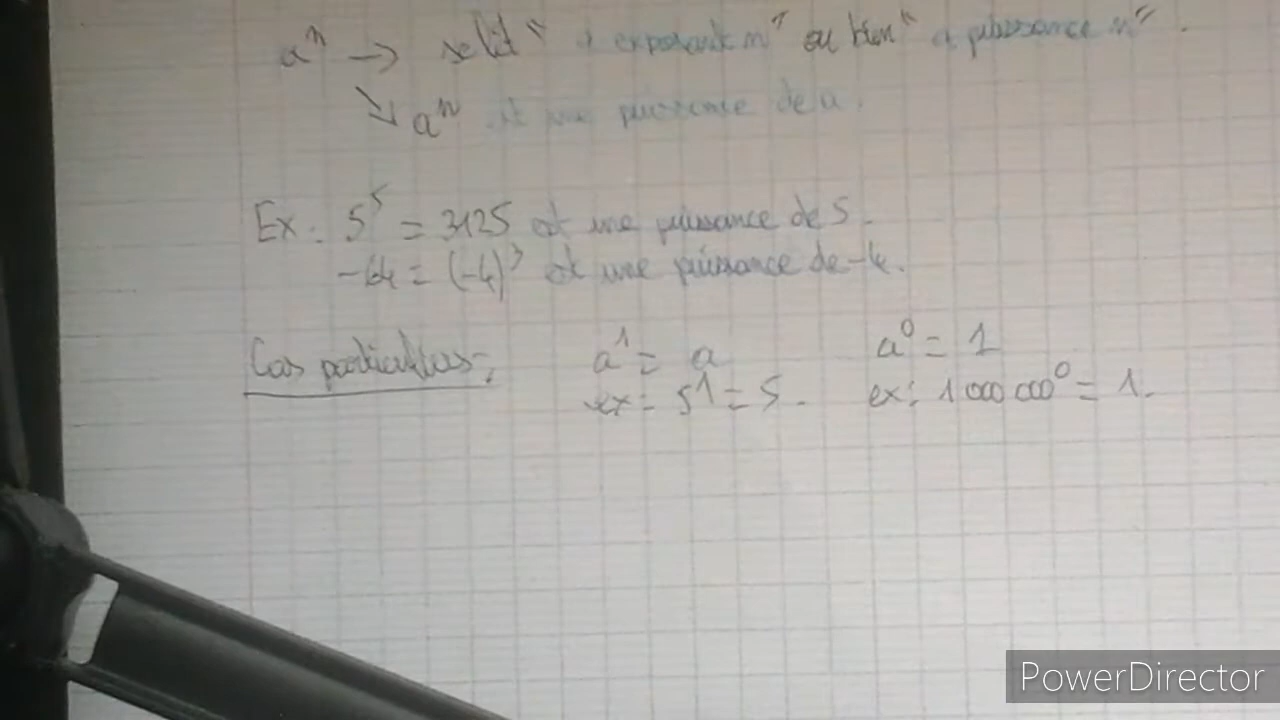 aⁿ → se lit " a exposant n " ou bien " a puissance n ".
↘ aⁿ est une puissance de a.
Ex : 5⁵ = 3125 est une puissance de 5.
-64 = (-4)³ est une puissance de -4.
Cas particuliers : a¹ = a a⁰ = 1
ex : 5¹ = 5. ex : 1 000 000⁰ = 1.
PowerDirector